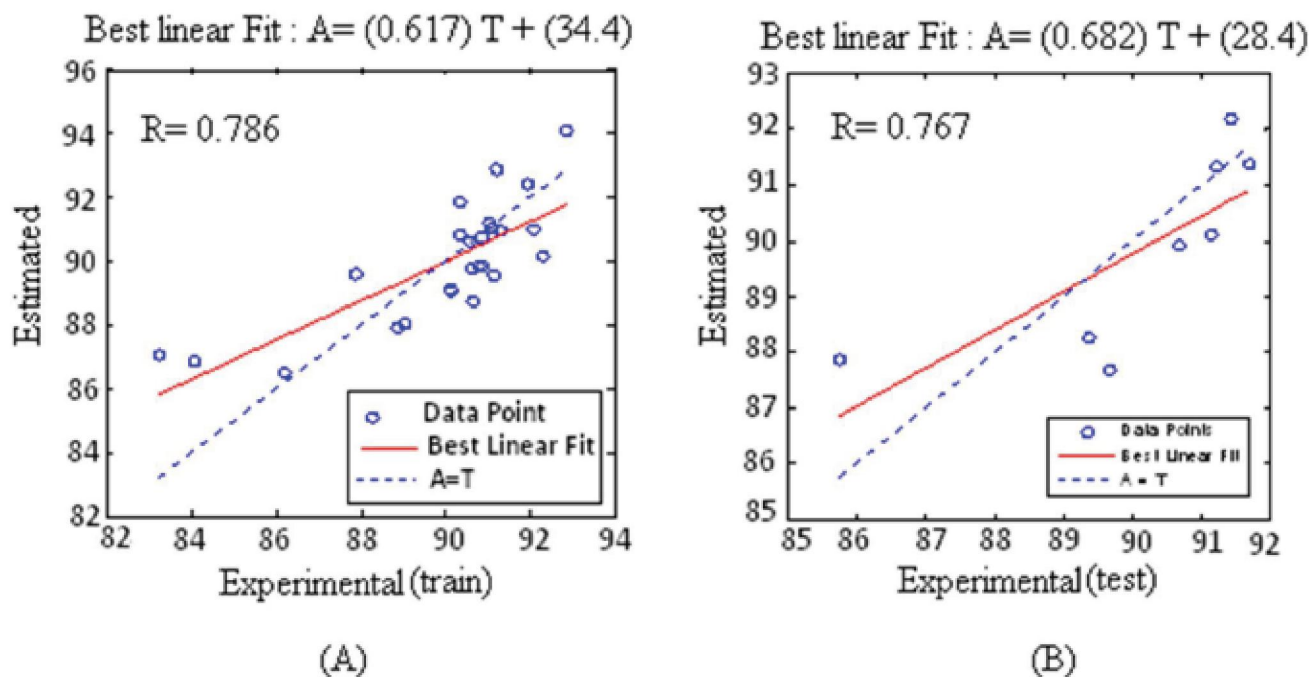 Best linear Fit : A= (0.617) T + (34.4)
96
94
92
90
88
86
84
82
R= 0.786
Estimated
Data Point
Best Linear Fit
A=T
82 84 86 88 90 92 94
Experimental (train)
(A)
Best linear Fit : A= (0.682) T + (28.4)
93
92
91
90
89
88
87
86
85
R= 0.767
Estimated
Data Points
Best Linear Fit
A = T
85 86 87 88 89 90 91 92
Experimental (test)
(B)